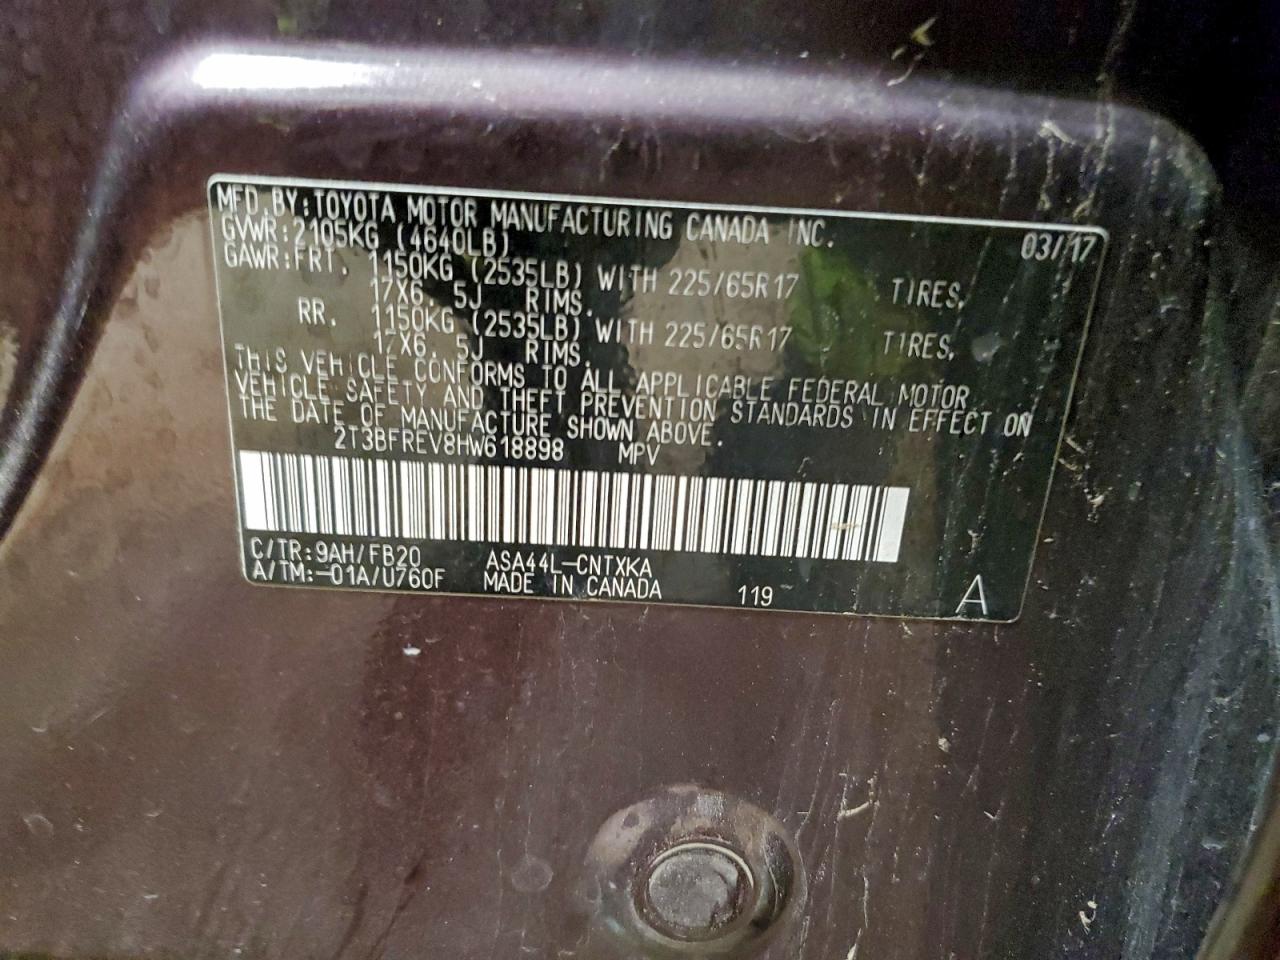 MFD. BY:TOYOTA MOTOR MANUFACTURING CANADA INC.
GVWR:2105KG (4640LB) 03/17
GAWR:FRT. 1150KG (2535LB) WITH 225/65R17 TIRES,
17X6. 5J RIMS.
RR. 1150KG (2535LB) WITH 225/65R17 TIRES,
17X6. 5J RIMS.
THIS VEHICLE CONFORMS TO ALL APPLICABLE FEDERAL MOTOR
VEHICLE SAFETY AND THEFT PREVENTION STANDARDS IN EFFECT ON
THE DATE OF MANUFACTURE SHOWN ABOVE.
2T3BFREV8HW618898 MPV
C/TR:9AH/FB20 ASA44L-CNTXKA
A/TM:-01A/U760F MADE IN CANADA 119 A